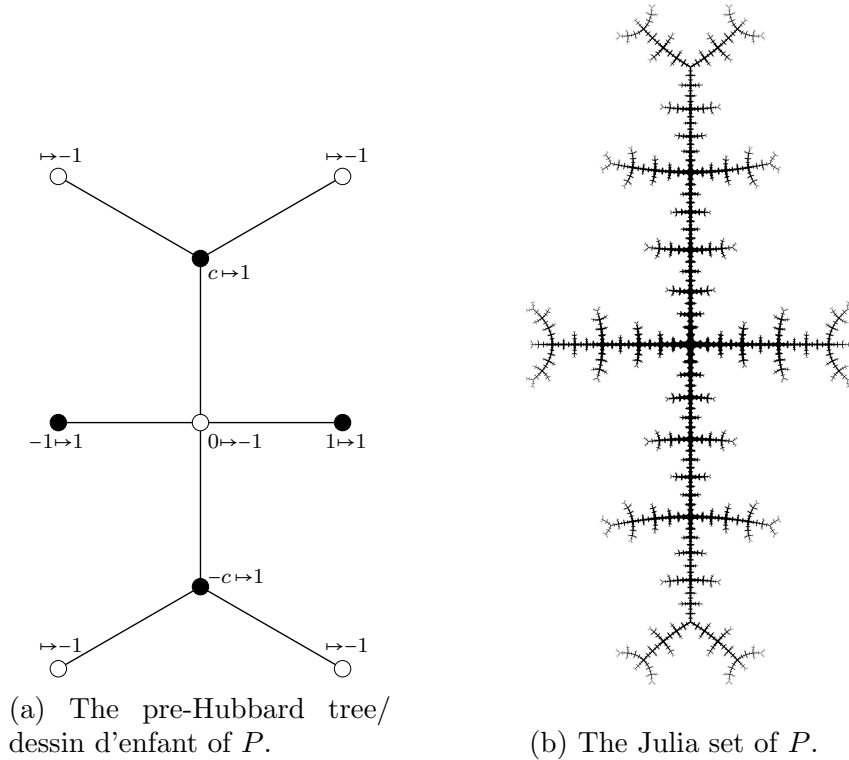 ↦-1 ↦-1
c↦1
-1↦1 0↦-1 1↦1
-c↦1
↦-1 ↦-1
(a) The pre-Hubbard tree/
dessin d'enfant of P.
(b) The Julia set of P.